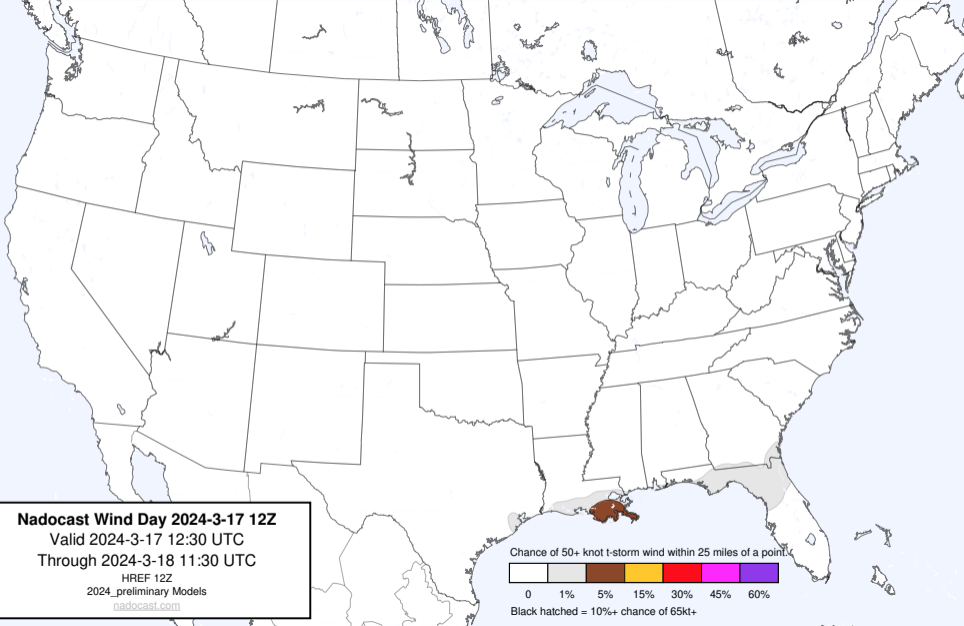 Nadocast Wind Day 2024-3-17 12Z
Valid 2024-3-17 12:30 UTC
Through 2024-3-18 11:30 UTC
HREF 12Z
2024_preliminary Models
nadocast.com
Chance of 50+ knot t-storm wind within 25 miles of a point.
0 1% 5% 15% 30% 45% 60%
Black hatched = 10%+ chance of 65kt+